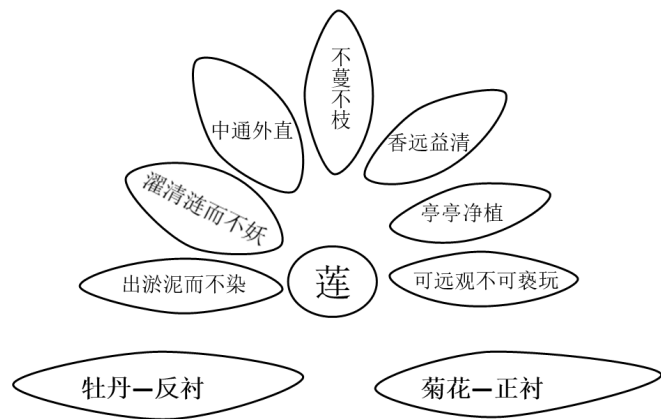 不蔓不枝
中通外直
香远益清
濯清涟而不妖
亭亭净植
出淤泥而不染
莲
可远观不可亵玩
牡丹—反衬
菊花—正衬